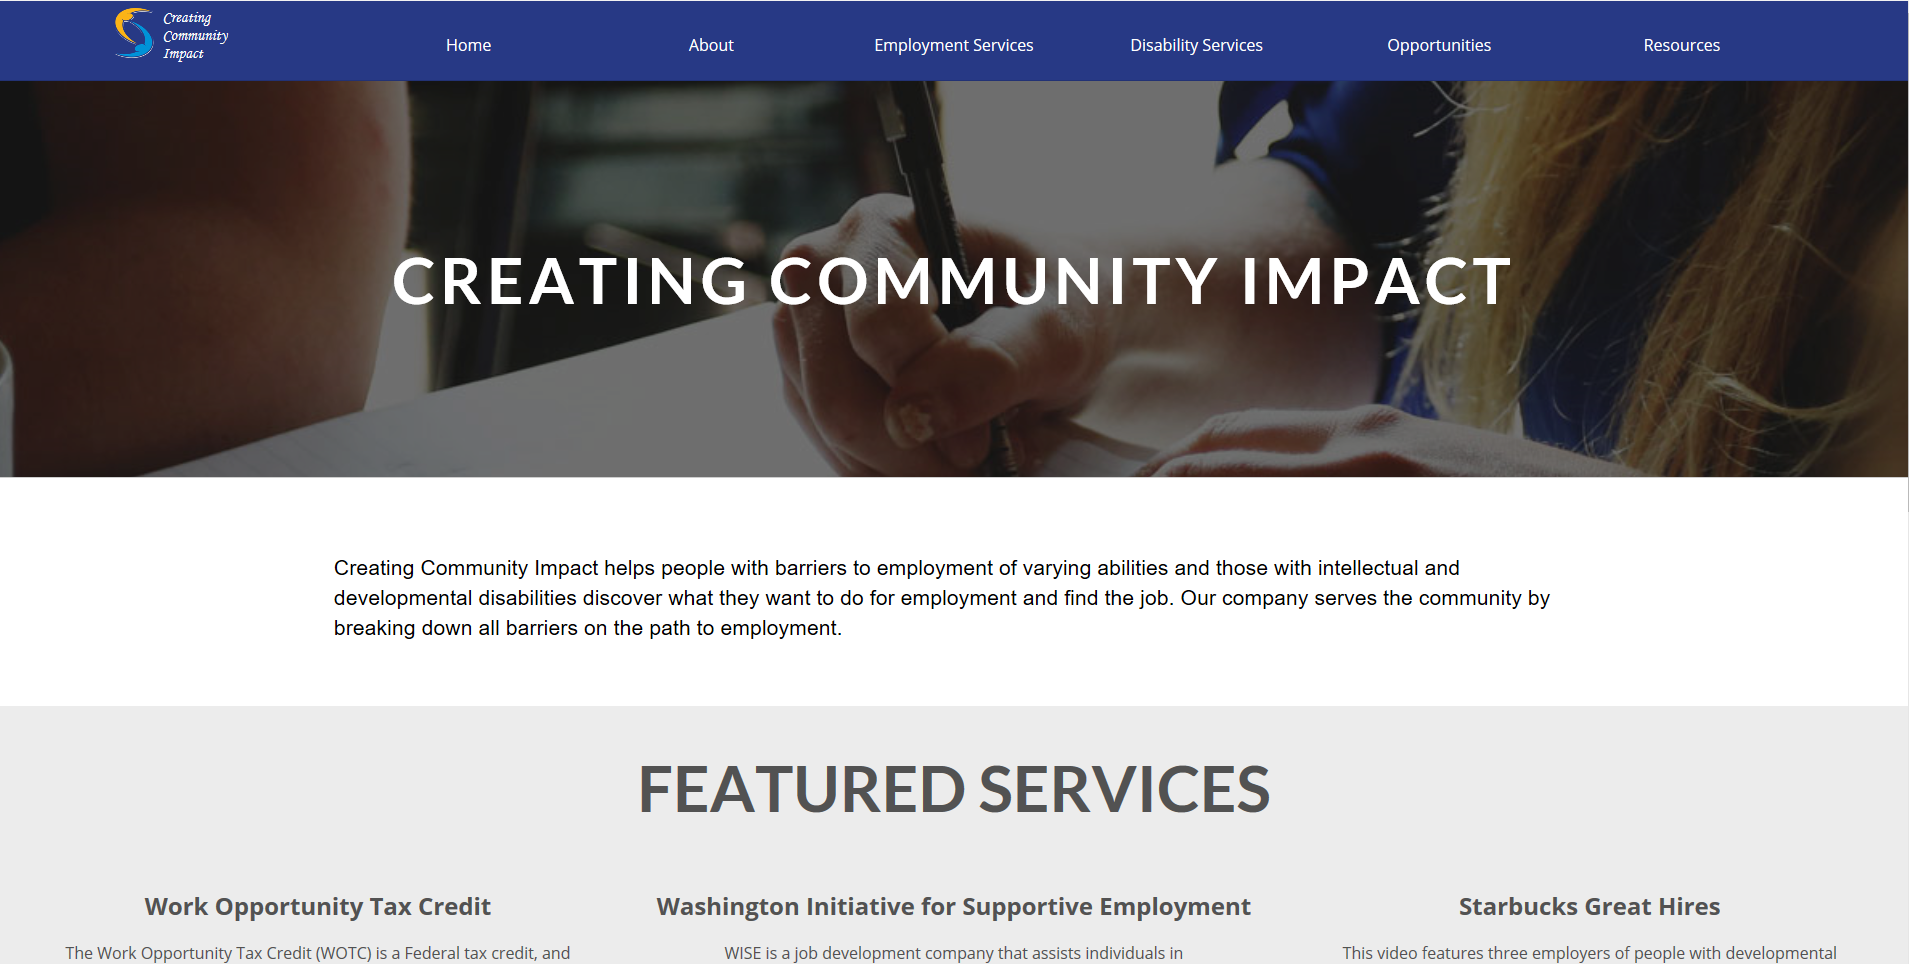 Creating
Community
Impact
Home About Employment Services Disability Services Opportunities Resources
CREATING COMMUNITY IMPACT
Creating Community Impact helps people with barriers to employment of varying abilities and those with intellectual and
developmental disabilities discover what they want to do for employment and find the job. Our company serves the community by
breaking down all barriers on the path to employment.
FEATURED SERVICES
Work Opportunity Tax Credit
The Work Opportunity Tax Credit (WOTC) is a Federal tax credit, and
Washington Initiative for Supportive Employment
WISE is a job development company that assists individuals in
Starbucks Great Hires
This video features three employers of people with developmental